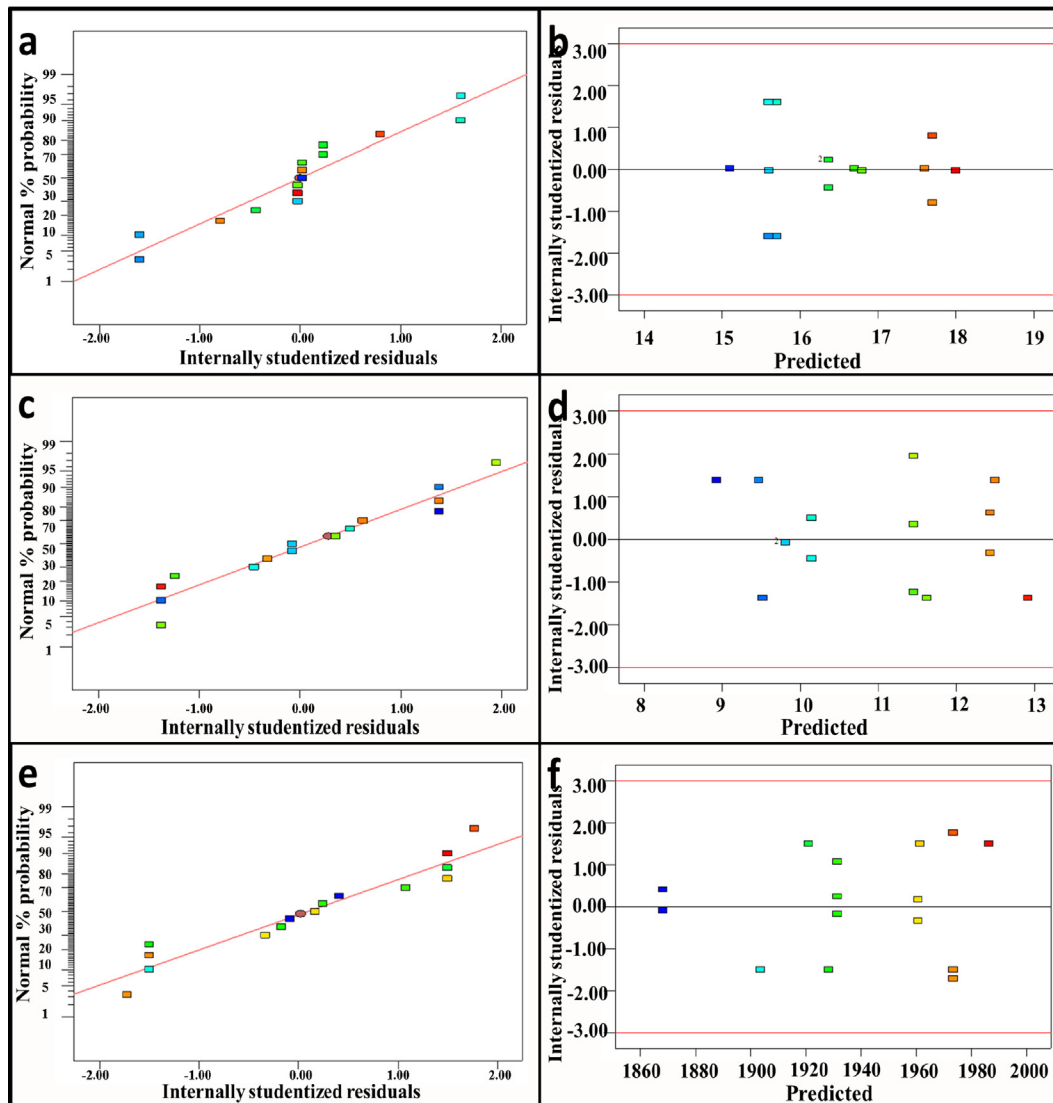 a
Normal % probability
99
95
90
80
70
50
30
20
10
5
1
-2.00 -1.00 0.00 1.00 2.00
Internally studentized residuals
b
Internally studentized residuals
3.00
2.00
1.00
0.00
-1.00
-2.00
-3.00
2
14 15 16 17 18 19
Predicted
c
Normal % probability
99
95
90
80
70
50
30
20
10
5
1
-2.00 -1.00 0.00 1.00 2.00
Internally studentized residuals
d
Internally studentized residuals
3.00
2.00
1.00
0.00
-1.00
-2.00
-3.00
2
8 9 10 11 12 13
Predicted
e
Normal % probability
99
95
90
80
70
50
30
20
10
5
1
-2.00 -1.00 0.00 1.00 2.00
Internally studentized residuals
f
Internally studentized residuals
3.00
2.00
1.00
0.00
-1.00
-2.00
-3.00
1860 1880 1900 1920 1940 1960 1980 2000
Predicted